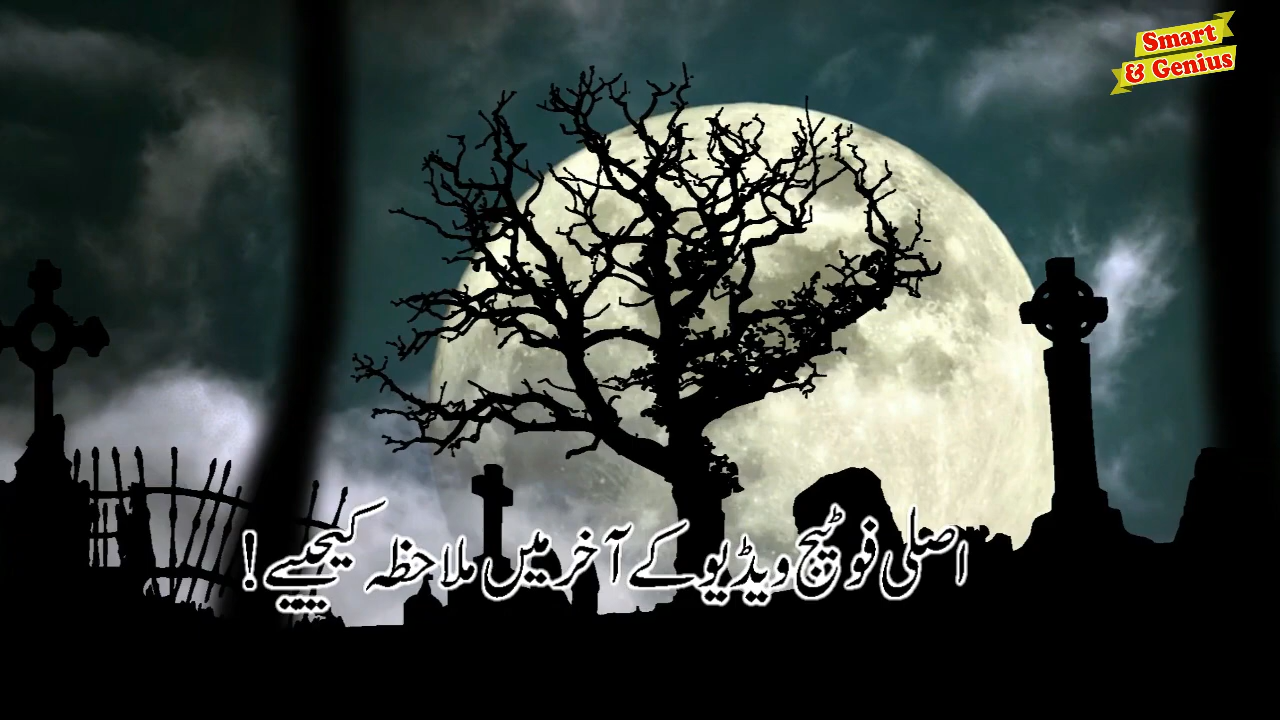 Smart
& Genius
اصلی فوٹیج ویڈیو کے آخر میں ملاحظہ کیجیے !